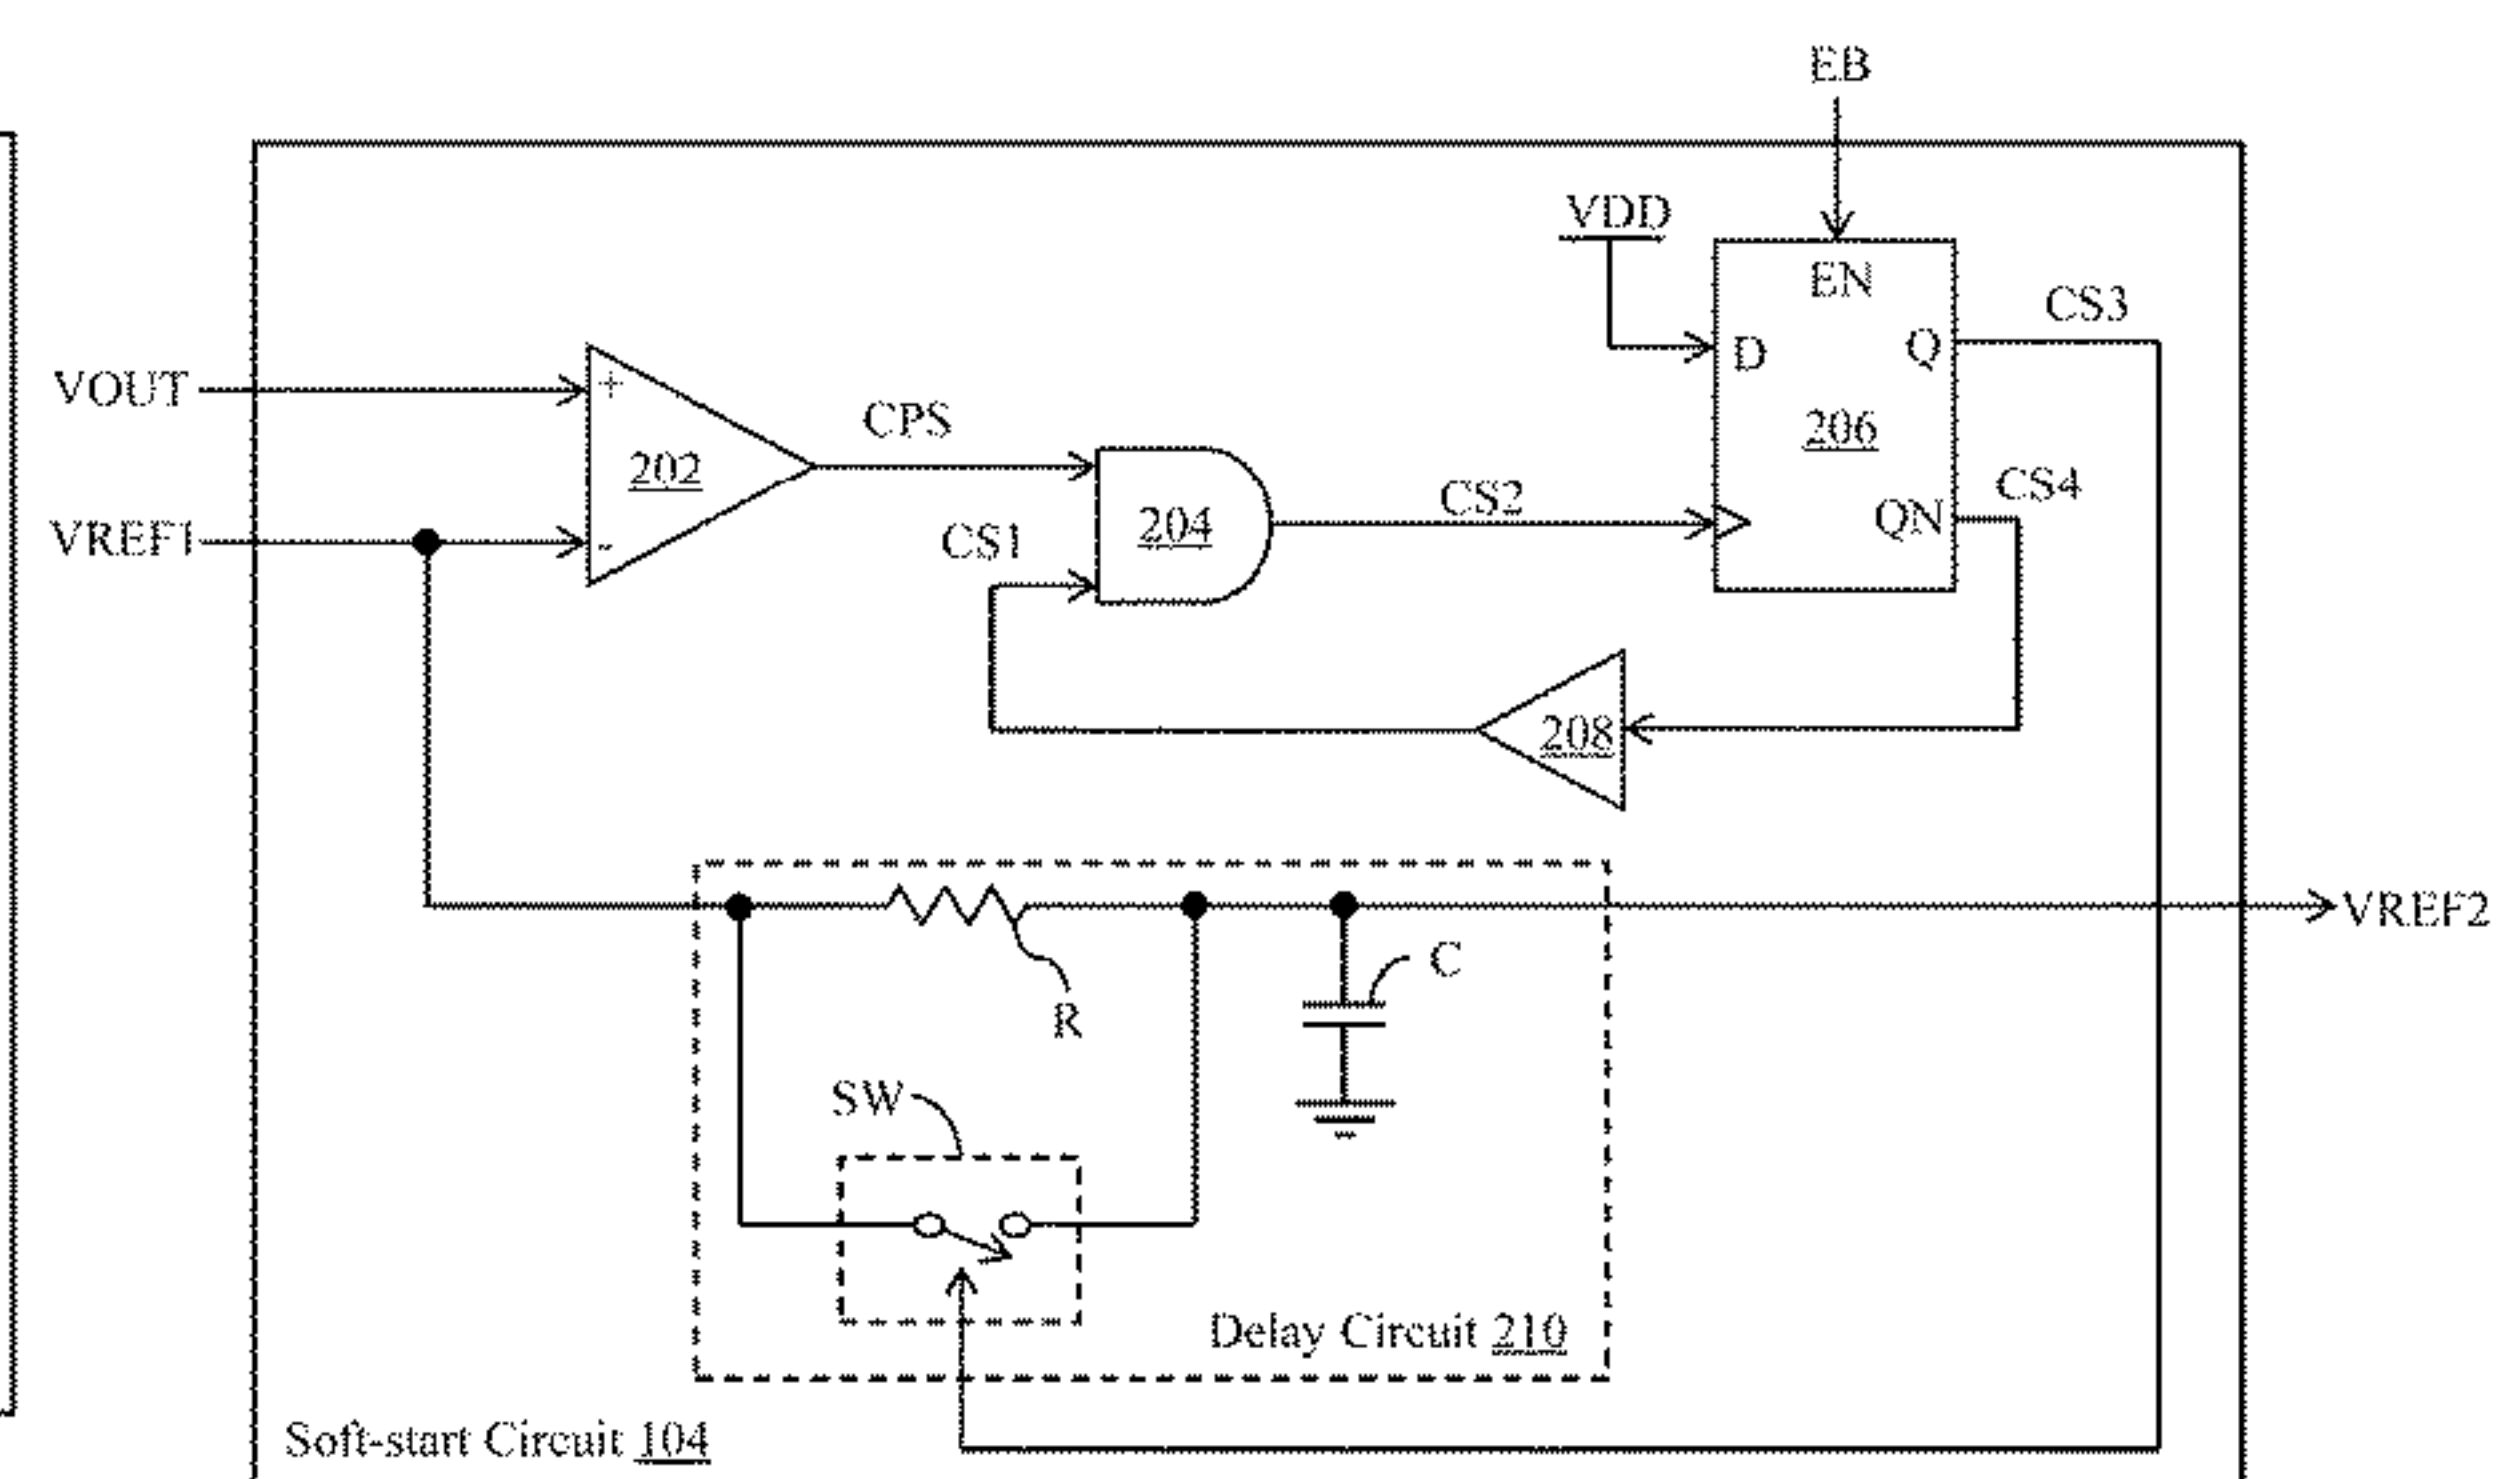 EB
VDD
EN
CS3
D
Q
VOUT
+
CPS
206
202
CS4
CS2
QN
204
CS1
VREF1
-
208
VREF2
C
R
SW
Delay Circuit 210
Soft-start Circuit 104